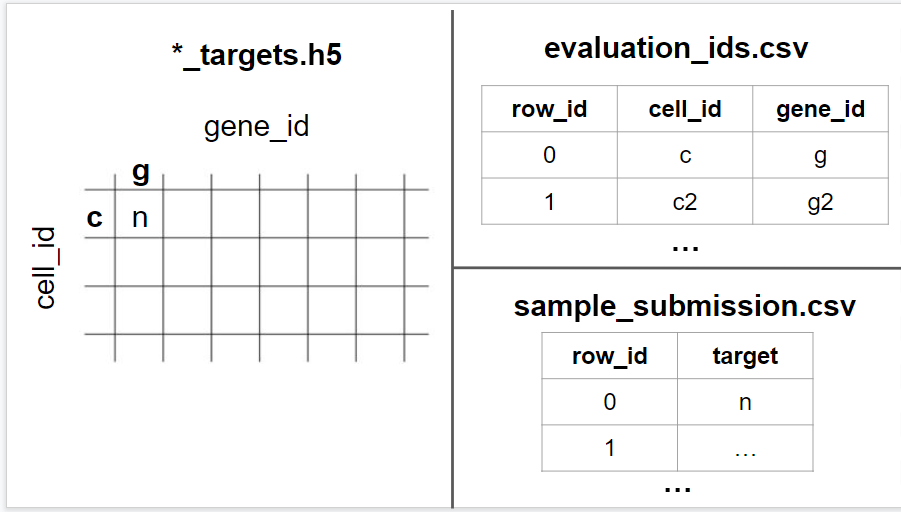 *_targets.h5
gene_id
g
c n
cell_id
evaluation_ids.csv
row_id cell_id gene_id
0 c g
1 c2 g2
...
sample_submission.csv
row_id target
0 n
1 ...
...